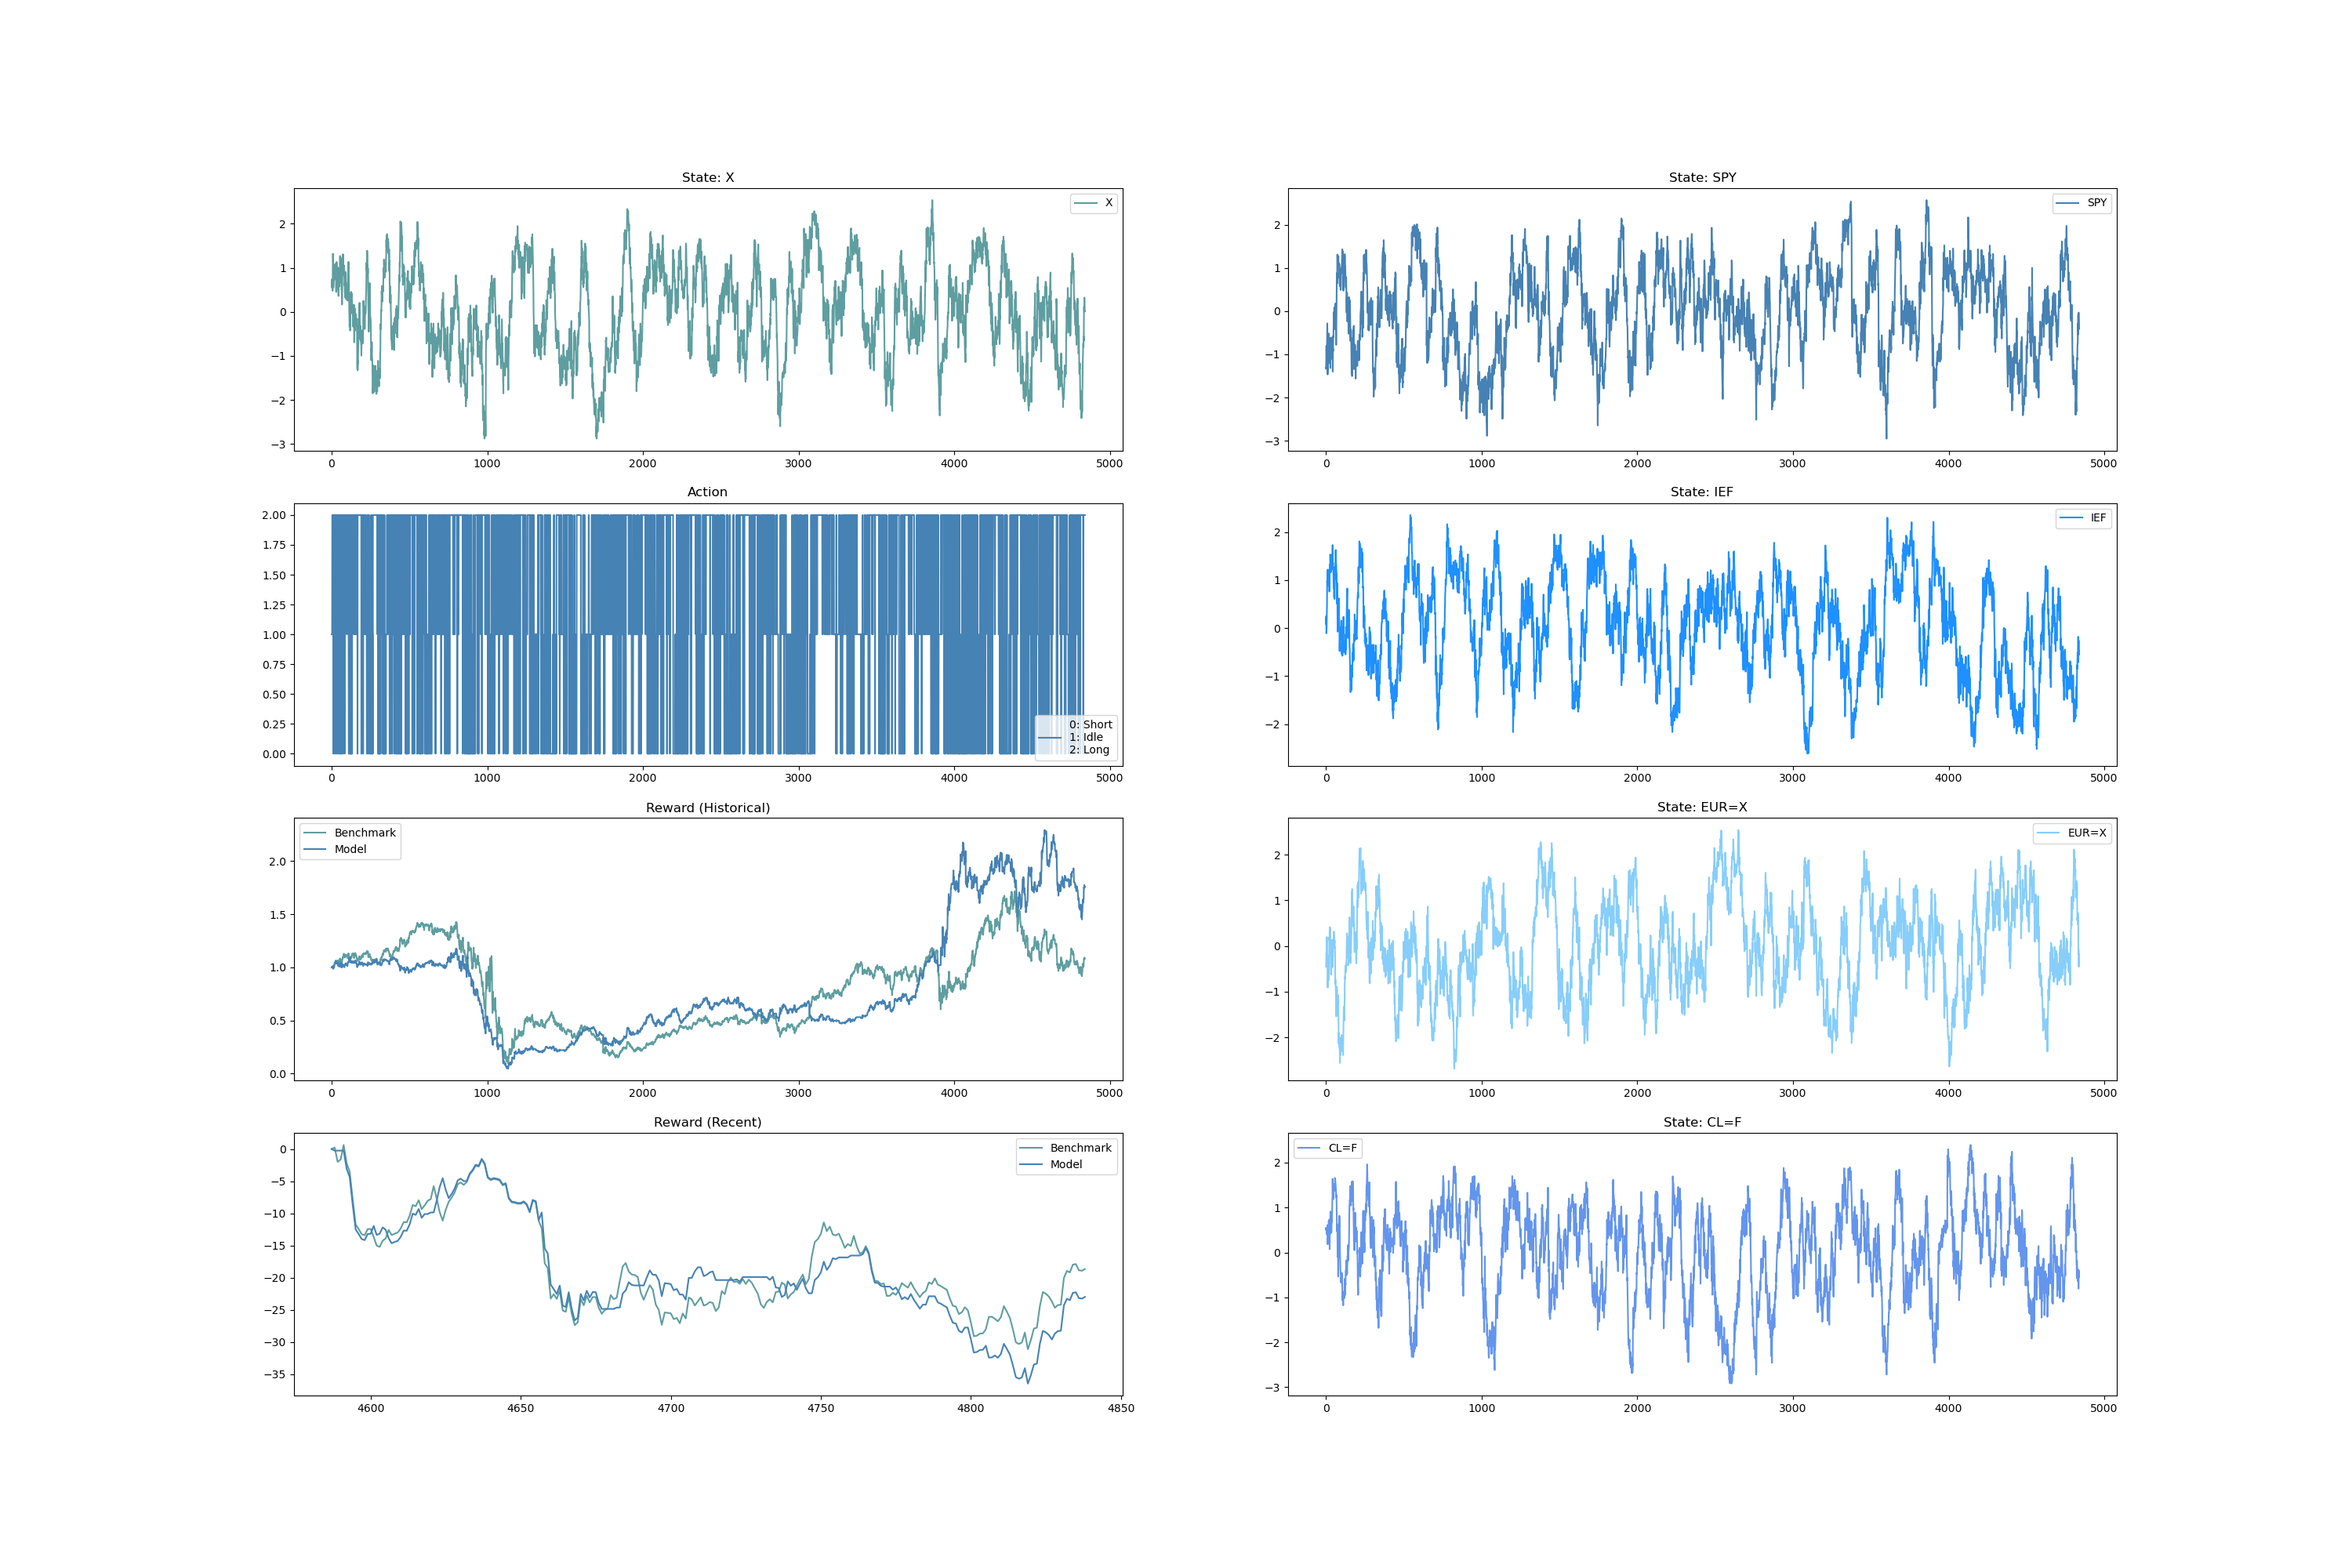 State: X
X
2
1
0
−1
−2
−3
0 1000 2000 3000 4000 5000
State: SPY
SPY
2
1
0
−1
−2
−3
0 1000 2000 3000 4000 5000
Action
2.00
1.75
1.50
1.25
1.00
0.75
0.50
0.25
0.00
0: Short
1: Idle
2: Long
0 1000 2000 3000 4000 5000
State: IEF
IEF
2
1
0
−1
−2
0 1000 2000 3000 4000 5000
Reward (Historical)
Benchmark
Model
2.0
1.5
1.0
0.5
0.0
0 1000 2000 3000 4000 5000
State: EUR=X
EUR=X
2
1
0
−1
−2
0 1000 2000 3000 4000 5000
Reward (Recent)
Benchmark
Model
0
−5
−10
−15
−20
−25
−30
−35
4600 4650 4700 4750 4800 4850
State: CL=F
CL=F
2
1
0
−1
−2
−3
0 1000 2000 3000 4000 5000